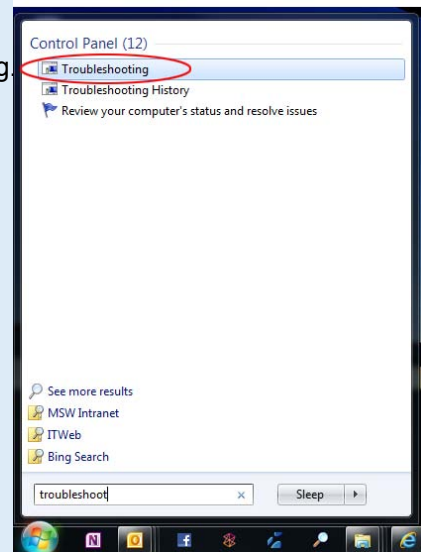 g.
Control Panel (12)
Troubleshooting
Troubleshooting History
Review your computer's status and resolve issues
See more results
MSW Intranet
ITWeb
Bing Search
troubleshoot
×
Sleep
N
O
f
e